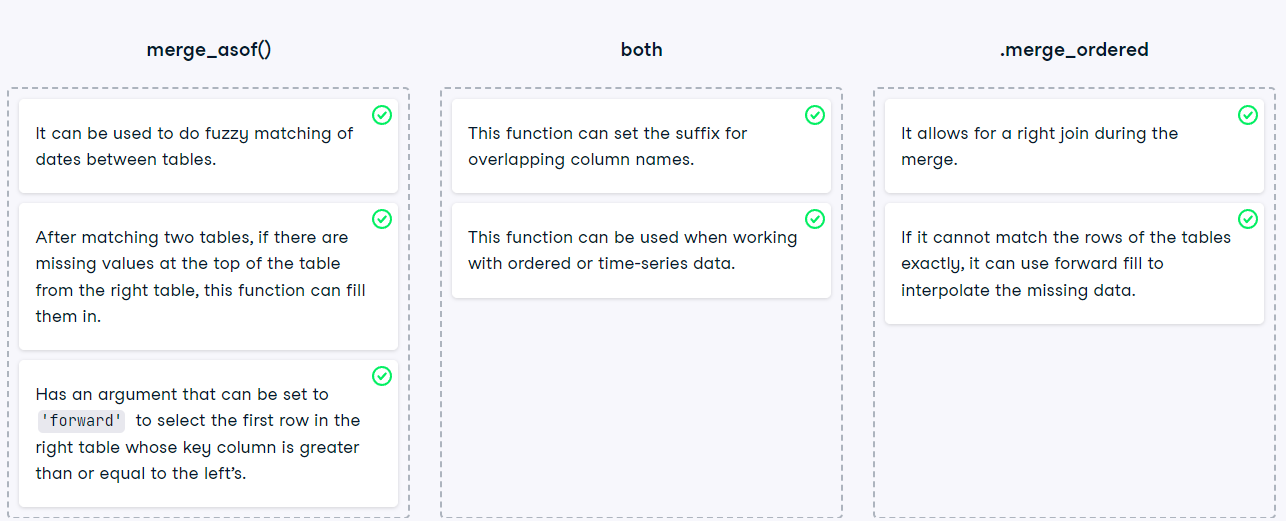 merge_asof()
both
.merge_ordered
It can be used to do fuzzy matching of
dates between tables.
After matching two tables, if there are
missing values at the top of the table
from the right table, this function can fill
them in.
Has an argument that can be set to
'forward' to select the first row in the
right table whose key column is greater
than or equal to the left’s.
This function can set the suffix for
overlapping column names.
This function can be used when working
with ordered or time-series data.
It allows for a right join during the
merge.
If it cannot match the rows of the tables
exactly, it can use forward fill to
interpolate the missing data.